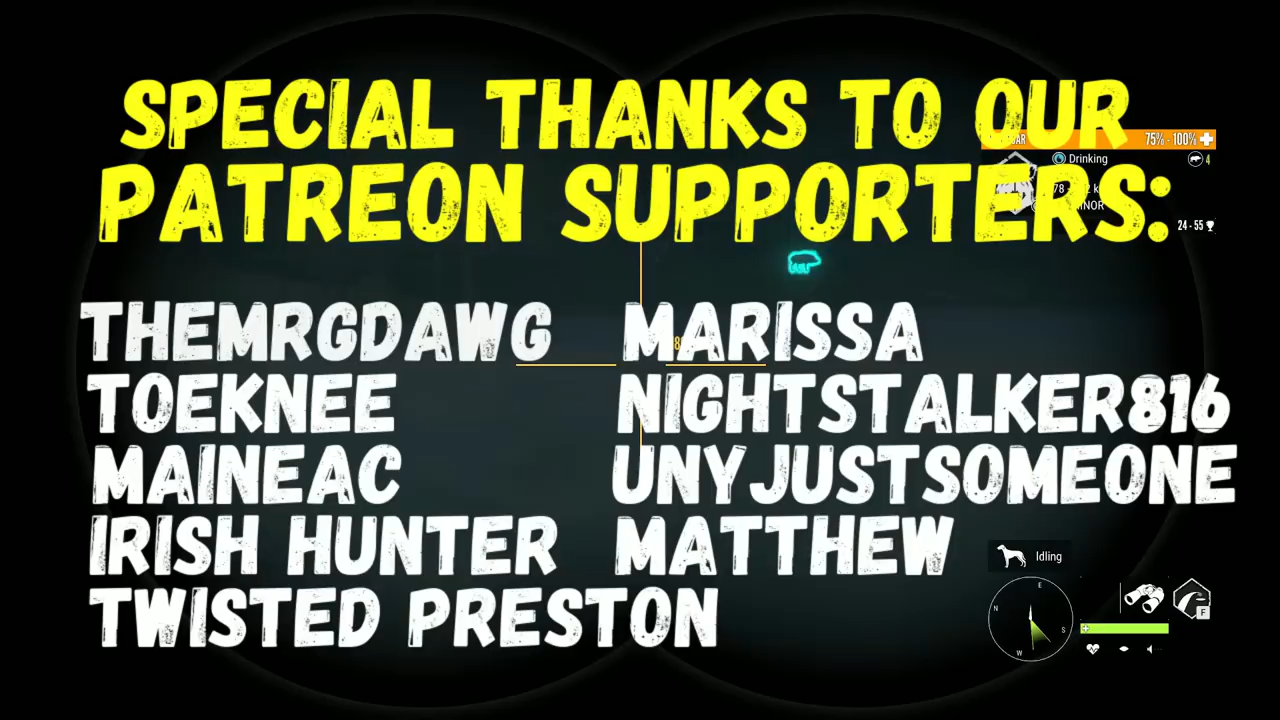 SPECIAL THANKS TO OUR
PATREON SUPPORTERS:
75% - 100%
Drinking
4
24 - 55
THEMRGDAWG
MARISSA
TOEKNEE
NIGHTSTALKER816
MAINEAC
UNYJUSTSOMEONE
IRISH HUNTER
MATTHEW
TWISTED PRESTON
Idling
E
N
S
W
F